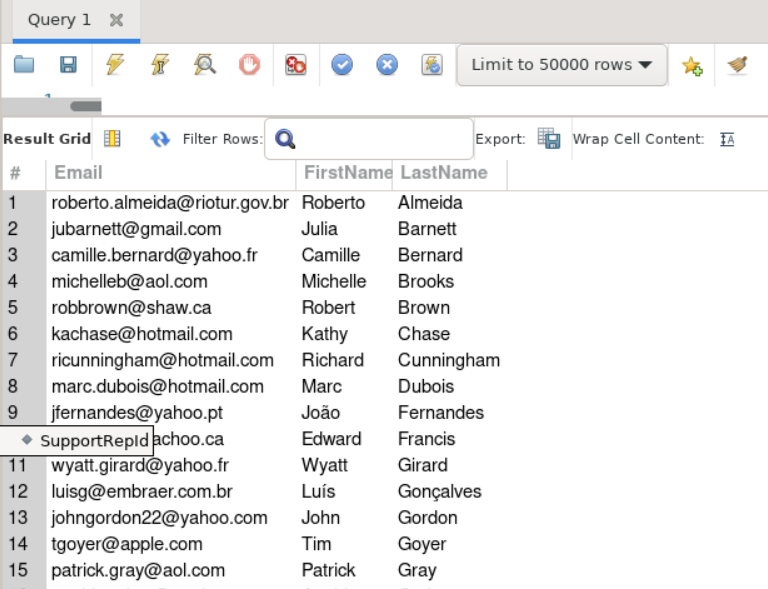 Query 1
Limit to 50000 rows
1
Result Grid Filter Rows: Export: Wrap Cell Content:
# Email FirstName LastName
1 roberto.almeida@riotur.gov.br Roberto Almeida
2 jubarnett@gmail.com Julia Barnett
3 camille.bernard@yahoo.fr Camille Bernard
4 michelleb@aol.com Michelle Brooks
5 robbrown@shaw.ca Robert Brown
6 kachase@hotmail.com Kathy Chase
7 ricunningham@hotmail.com Richard Cunningham
8 marc.dubois@hotmail.com Marc Dubois
9 jfernandes@yahoo.pt João Fernandes
SupportRepId achoo.ca Edward Francis
11 wyatt.girard@yahoo.fr Wyatt Girard
12 luisg@embraer.com.br Luís Gonçalves
13 johngordon22@yahoo.com John Gordon
14 tgoyer@apple.com Tim Goyer
15 patrick.gray@aol.com Patrick Gray